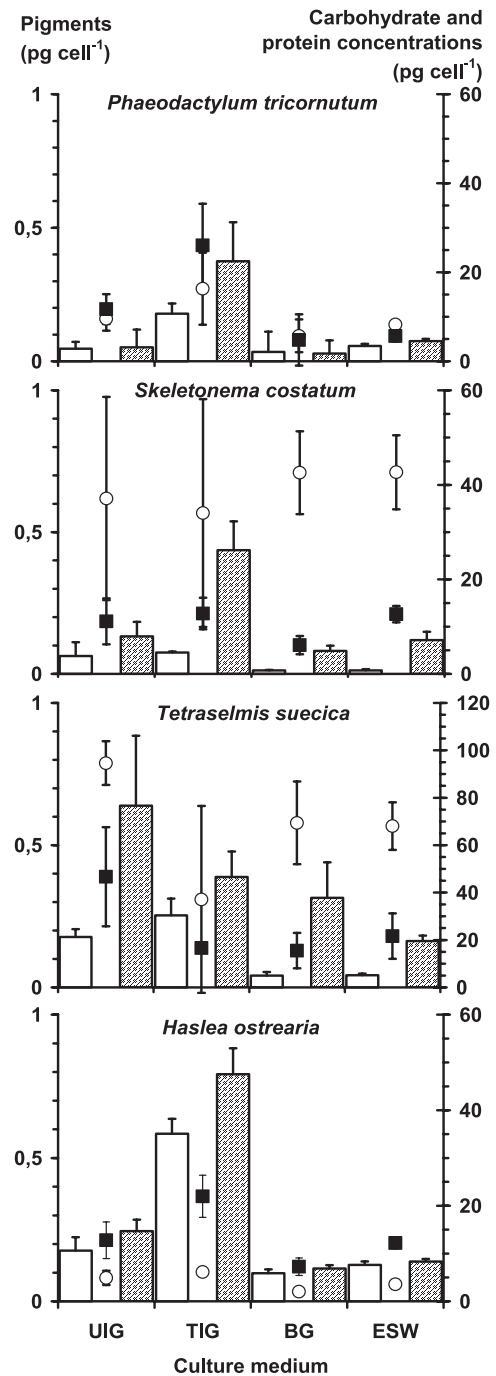 Pigments
(pg cell-1)
Carbohydrate and
protein concentrations
(pg cell-1)
Phaeodactylum tricornutum
1
0,5
0
60
40
20
0
Skeletonema costatum
1
0,5
0
60
40
20
0
Tetraselmis suecica
1
0,5
0
120
100
80
60
40
20
0
Haslea ostrearia
1
0,5
0
60
40
20
0
UIG TIG BG ESW
Culture medium